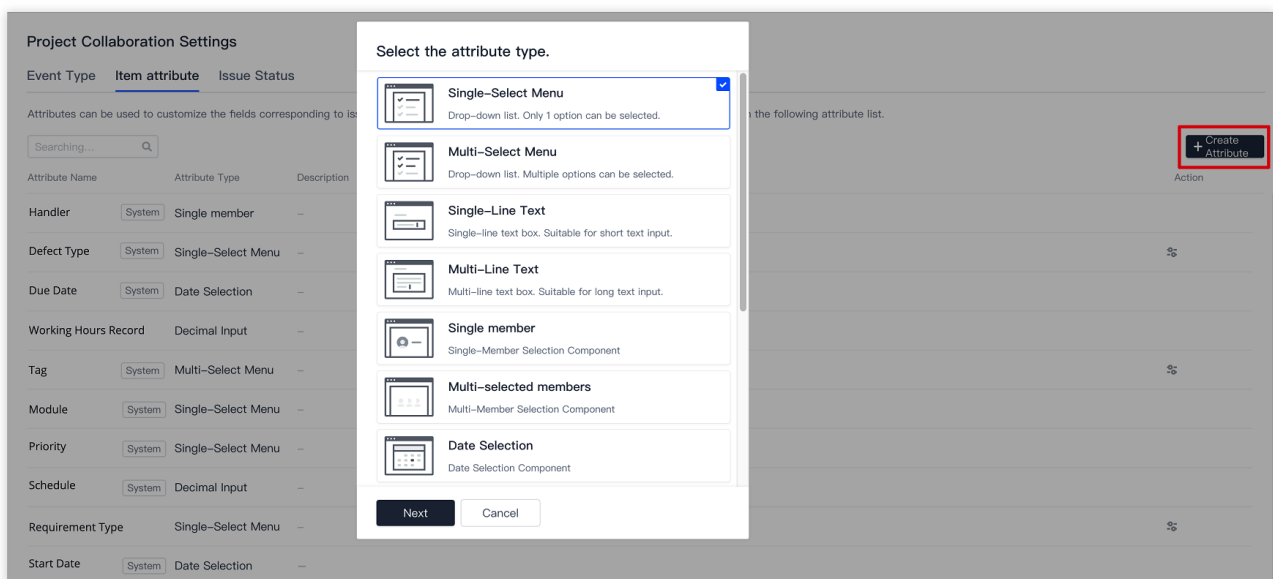 Project Collaboration Settings
Event Type Item attribute Issue Status
Attributes can be used to customize the fields corresponding to is
the following attribute list.
Searching...
+ Create Attribute
Attribute Name Attribute Type Description Action
Handler System Single member –
Defect Type System Single-Select Menu –
Due Date System Date Selection –
Working Hours Record Decimal Input –
Tag System Multi-Select Menu –
Module System Single-Select Menu –
Priority System Single-Select Menu –
Schedule System Decimal Input –
Requirement Type Single-Select Menu –
Start Date System Date Selection –
Select the attribute type.
Single-Select Menu
Drop-down list. Only 1 option can be selected.
Multi-Select Menu
Drop-down list. Multiple options can be selected.
Single-Line Text
Single-line text box. Suitable for short text input.
Multi-Line Text
Multi-line text box. Suitable for long text input.
Single member
Single-Member Selection Component
Multi-selected members
Multi-Member Selection Component
Date Selection
Date Selection Component
Next Cancel